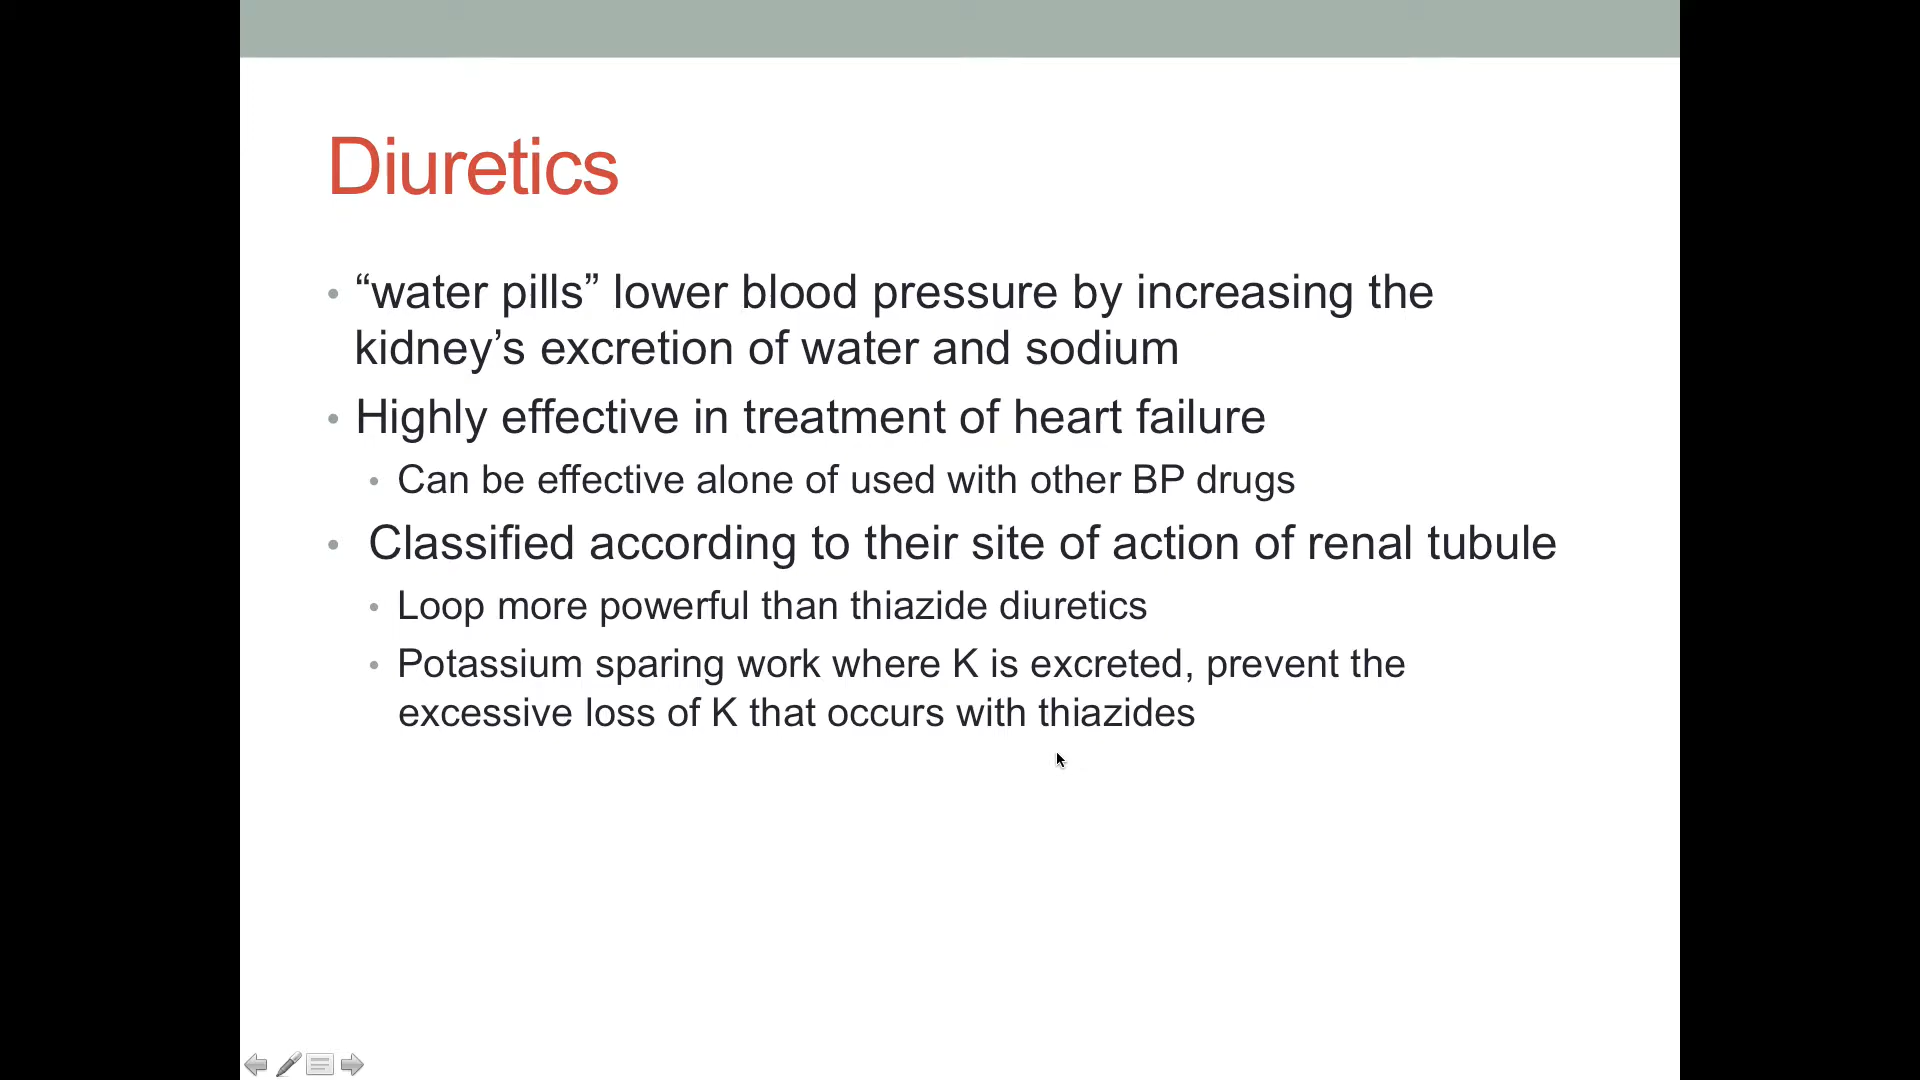 Diuretics
• “water pills” lower blood pressure by increasing the
kidney’s excretion of water and sodium
• Highly effective in treatment of heart failure
• Can be effective alone of used with other BP drugs
• Classified according to their site of action of renal tubule
• Loop more powerful than thiazide diuretics
• Potassium sparing work where K is excreted, prevent the
excessive loss of K that occurs with thiazides